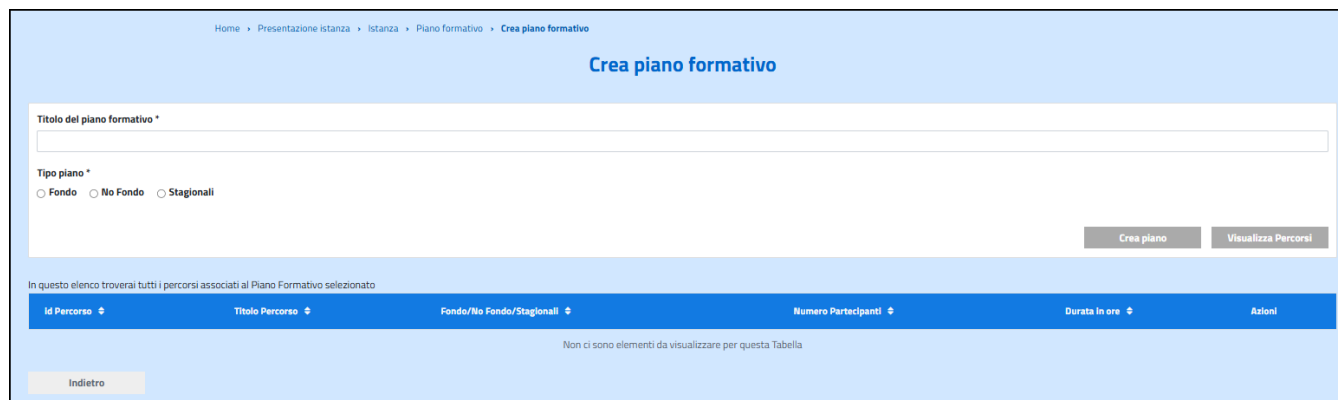 Home › Presentazione istanza › Istanza › Piano formativo › Crea piano formativo
Crea piano formativo
Titolo del piano formativo *
Tipo piano *
Fondo No Fondo Stagionali
Crea piano Visualizza Percorsi
In questo elenco troverai tutti i percorsi associati al Piano Formativo selezionato
Id Percorso Titolo Percorso Fondo/No Fondo/Stagionali Numero Partecipanti Durata in ore Azioni
Non ci sono elementi da visualizzare per questa Tabella
Indietro